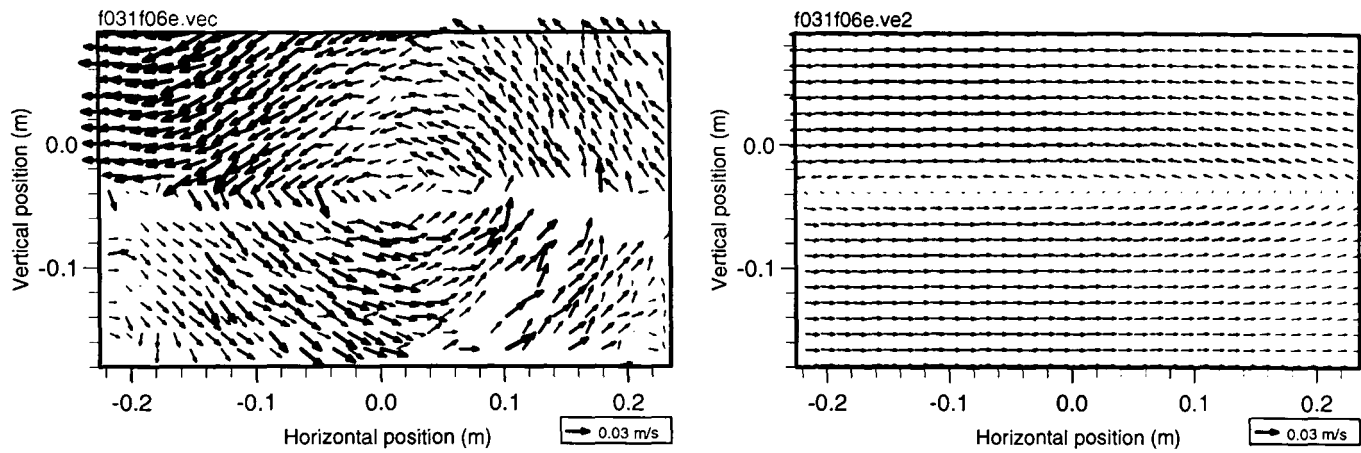 f031f06e.vec
Vertical position (m)
0.0
-0.1
-0.2 -0.1 0.0 0.1 0.2
Horizontal position (m)
0.03 m/s
f031f06e.ve2
Vertical position (m)
0.0
-0.1
-0.2 -0.1 0.0 0.1 0.2
Horizontal position (m)
0.03 m/s